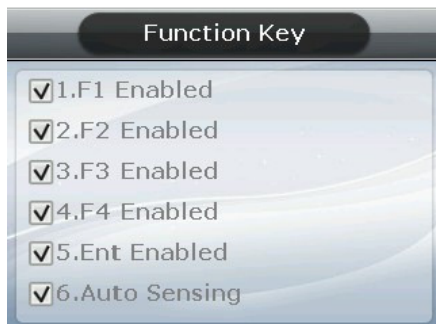 Function Key
1.F1 Enabled
2.F2 Enabled
3.F3 Enabled
4.F4 Enabled
5.Ent Enabled
6.Auto Sensing